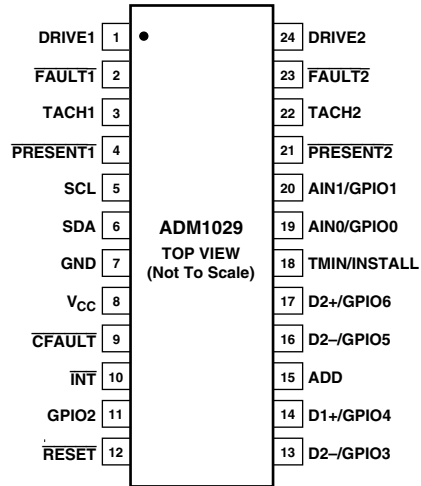 DRIVE1 1 24 DRIVE2
FAULT1 2 23 FAULT2
TACH1 3 22 TACH2
PRESENT1 4 21 PRESENT2
SCL 5 20 AIN1/GPIO1
SDA 6 ADM1029 19 AIN0/GPIO0
GND 7 TOP VIEW 18 TMIN/INSTALL
(Not To Scale)
VCC 8 17 D2+/GPIO6
CFAULT 9 16 D2–/GPIO5
INT 10 15 ADD
GPIO2 11 14 D1+/GPIO4
RESET 12 13 D2–/GPIO3